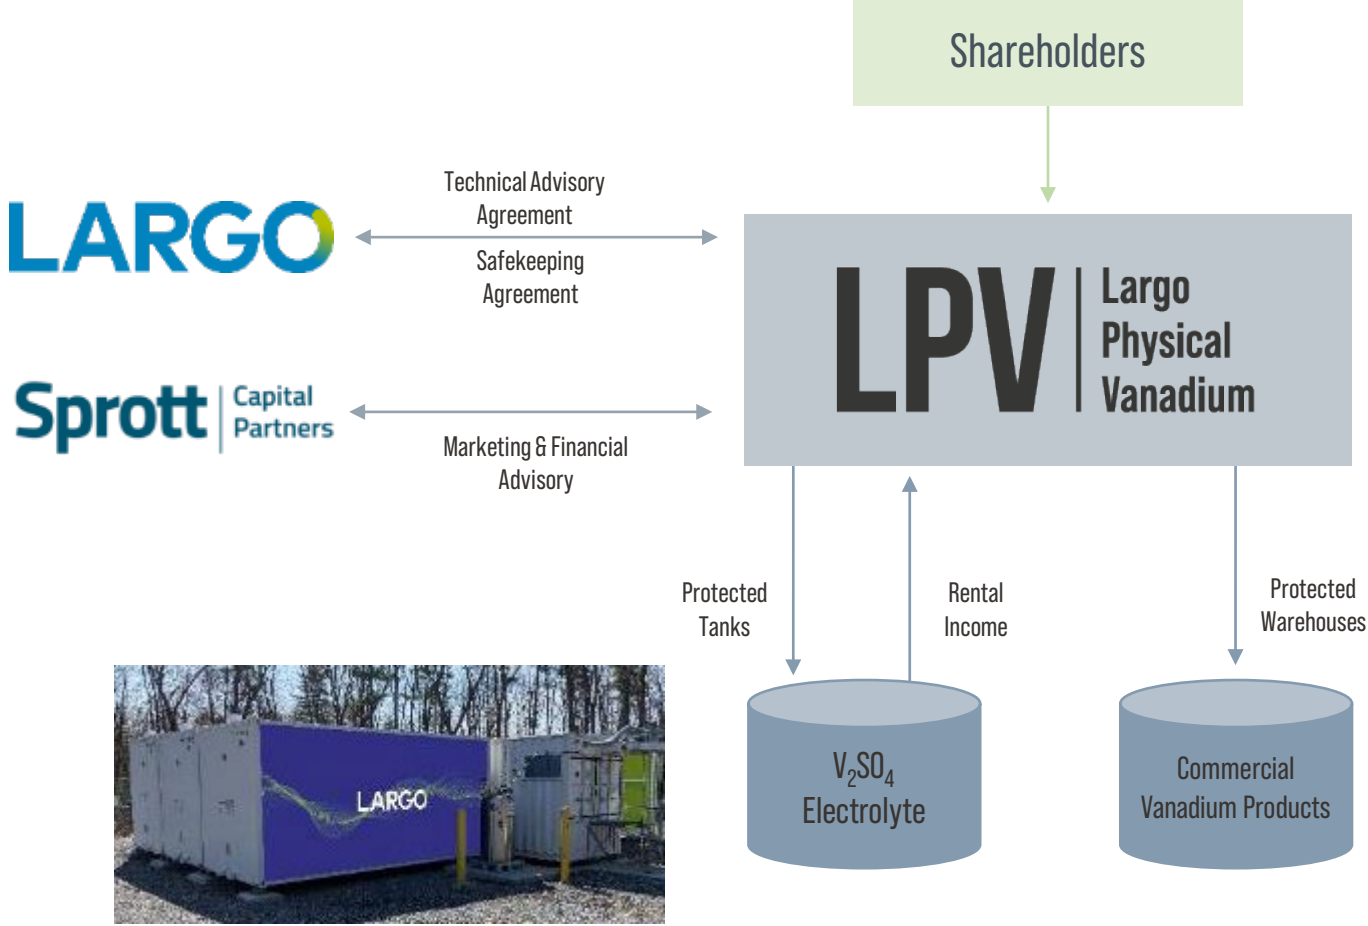 Shareholders
Technical Advisory
Agreement
LARGO
Safekeeping
Agreement
LPV
Largo
Physical
Vanadium
Sprott
Capital
Partners
Marketing & Financial
Advisory
Protected
Tanks
Rental
Income
Protected
Warehouses
LARGO
V₂SO₄
Electrolyte
Commercial
Vanadium Products